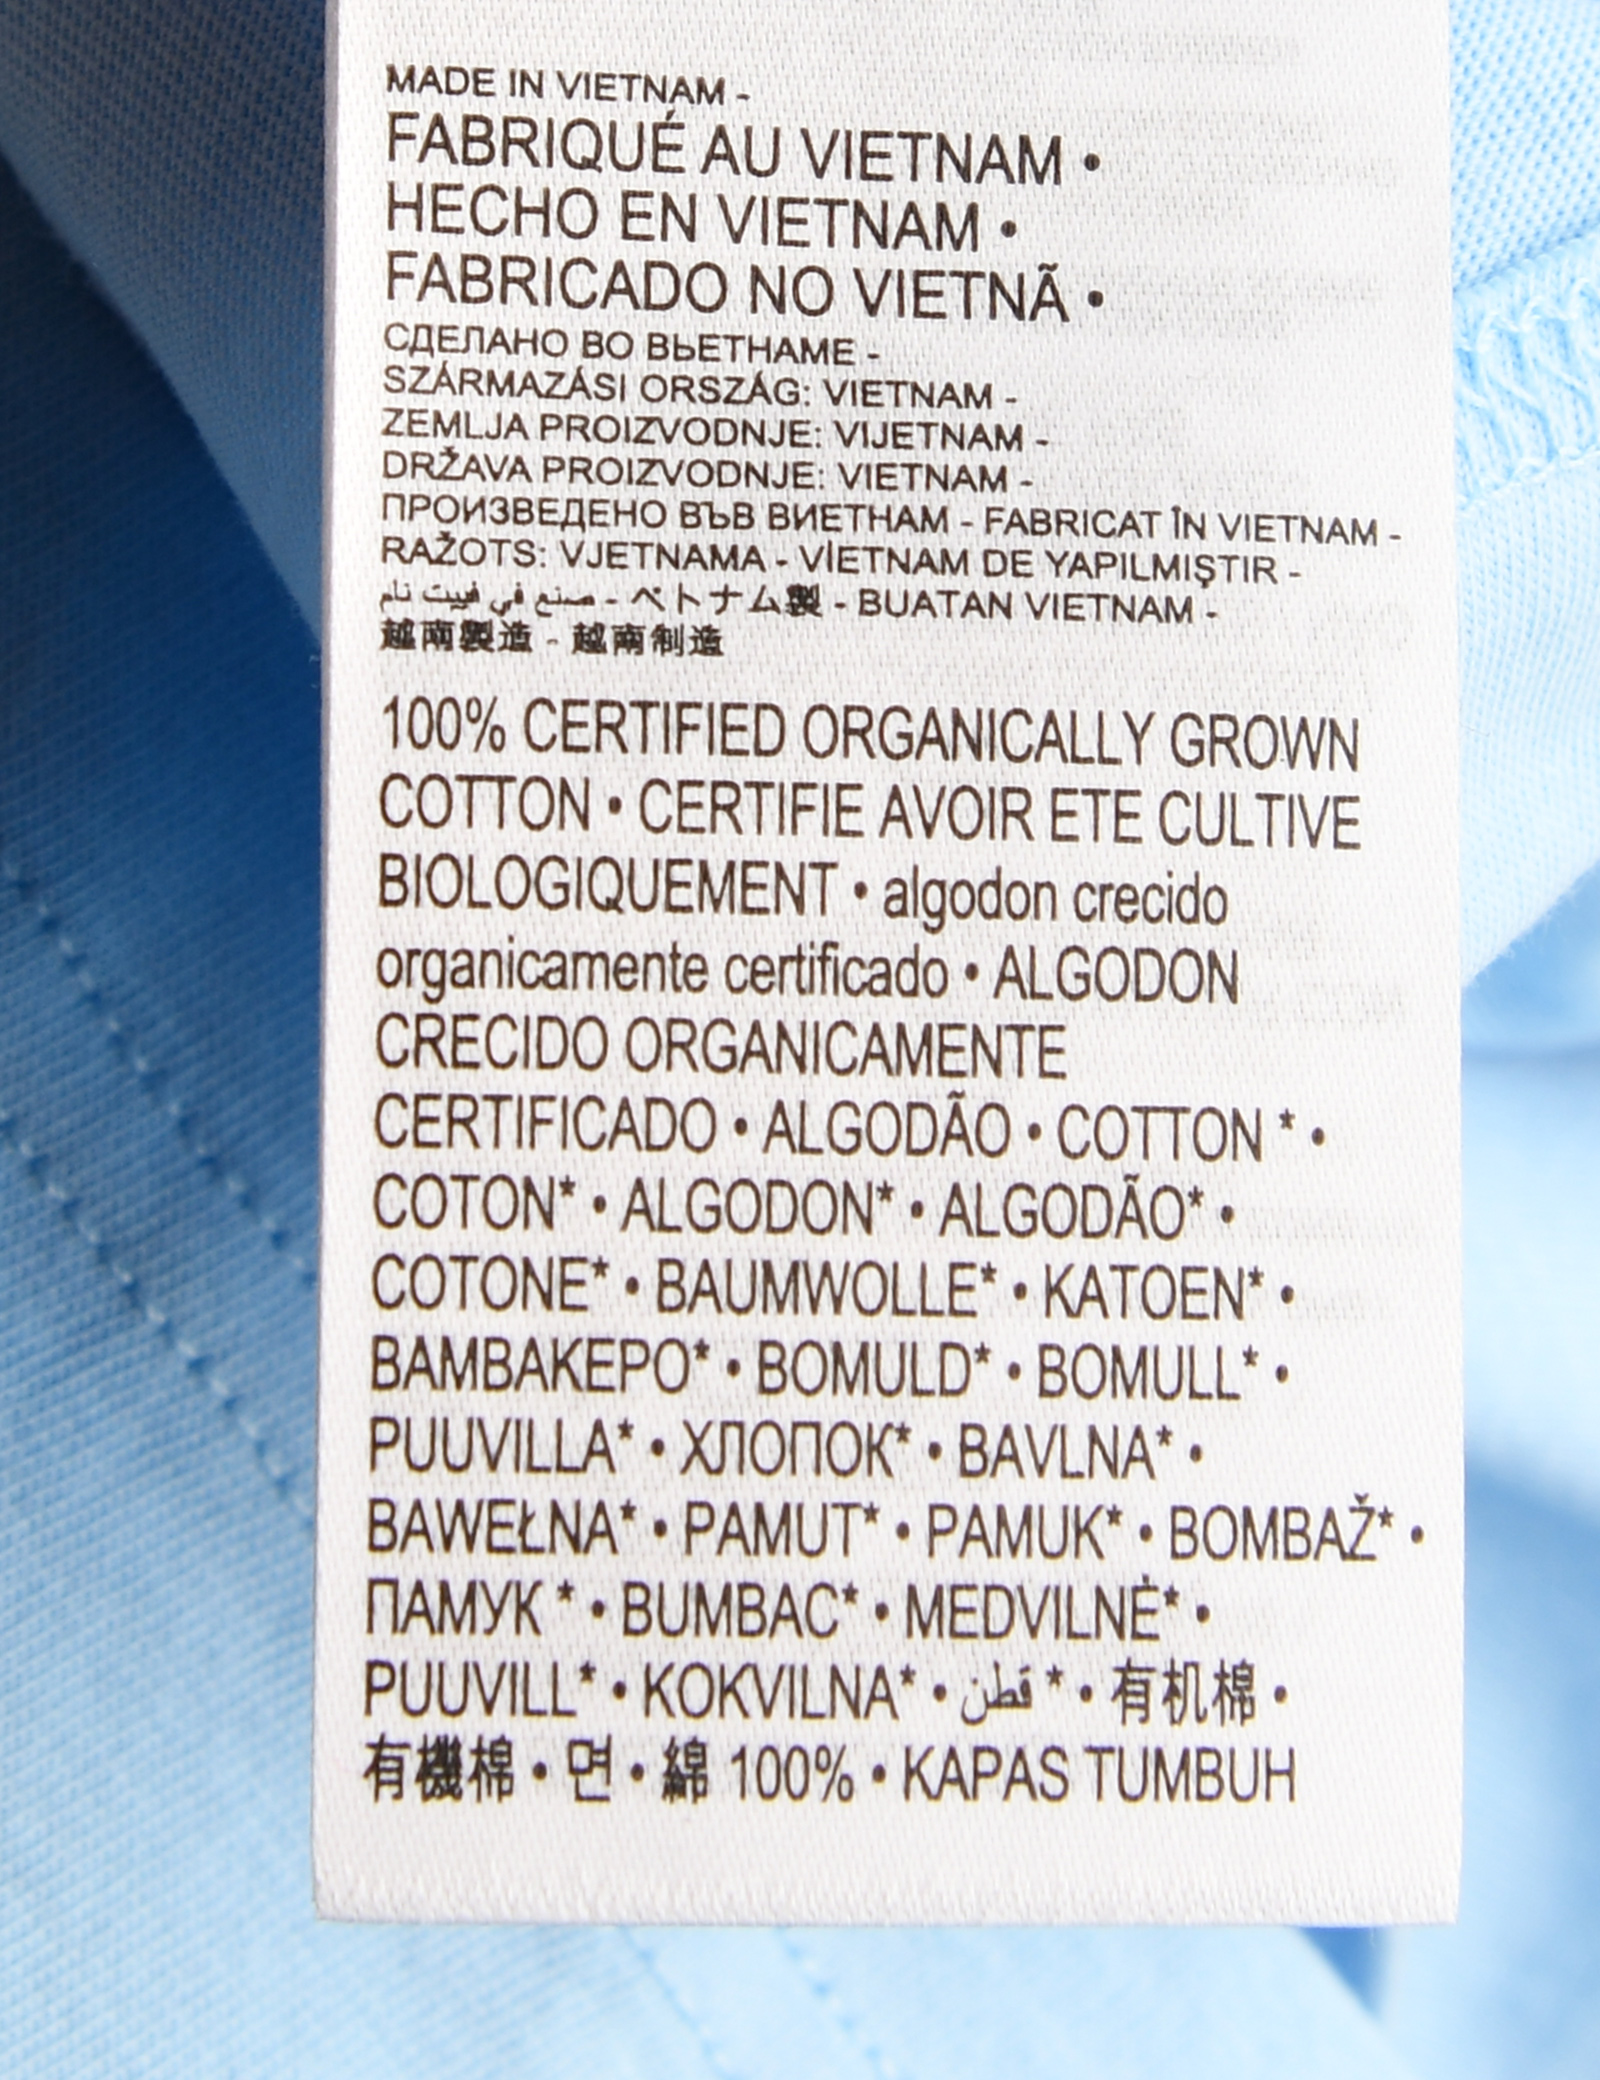 MADE IN VIETNAM -
FABRIQUÉ AU VIETNAM •
HECHO EN VIETNAM •
FABRICADO NO VIETNÃ •
СДЕЛАНО ВО ВЬЕТНАМЕ -
SZÁRMAZÁSI ORSZÁG: VIETNAM -
ZEMLJA PROIZVODNJE: VIJETNAM -
DRŽAVA PROIZVODNJE: VIETNAM -
ПРОИЗВЕДЕНО ВЪВ ВИЕТНАМ - FABRICAT ÎN VIETNAM -
RAŽOTS: VJETNAMA - VİETNAM DE YAPILMIŞTIR -
صنع في فييت نام - ベトナム製 - BUATAN VIETNAM -
越南製造 - 越南制造
100% CERTIFIED ORGANICALLY GROWN
COTTON • CERTIFIE AVOIR ETE CULTIVE
BIOLOGIQUEMENT • algodon crecido
organicamente certificado • ALGODON
CRECIDO ORGANICAMENTE
CERTIFICADO • ALGODÃO • COTTON * •
COTON* • ALGODON* • ALGODÃO* •
COTONE* • BAUMWOLLE* • KATOEN* •
BAMBAKEPO* • BOMULD* • BOMULL* •
PUUVILLA* • ХЛОПОК* • BAVLNA* •
BAWEŁNA* • PAMUT* • PAMUK* • BOMBAŽ* •
ПАМУК * • BUMBAC* • MEDVILNĖ* •
PUUVILL* • KOKVILNA* • قطن * • 有机棉 •
有機棉 • 면 • 綿 100% • KAPAS TUMBUH